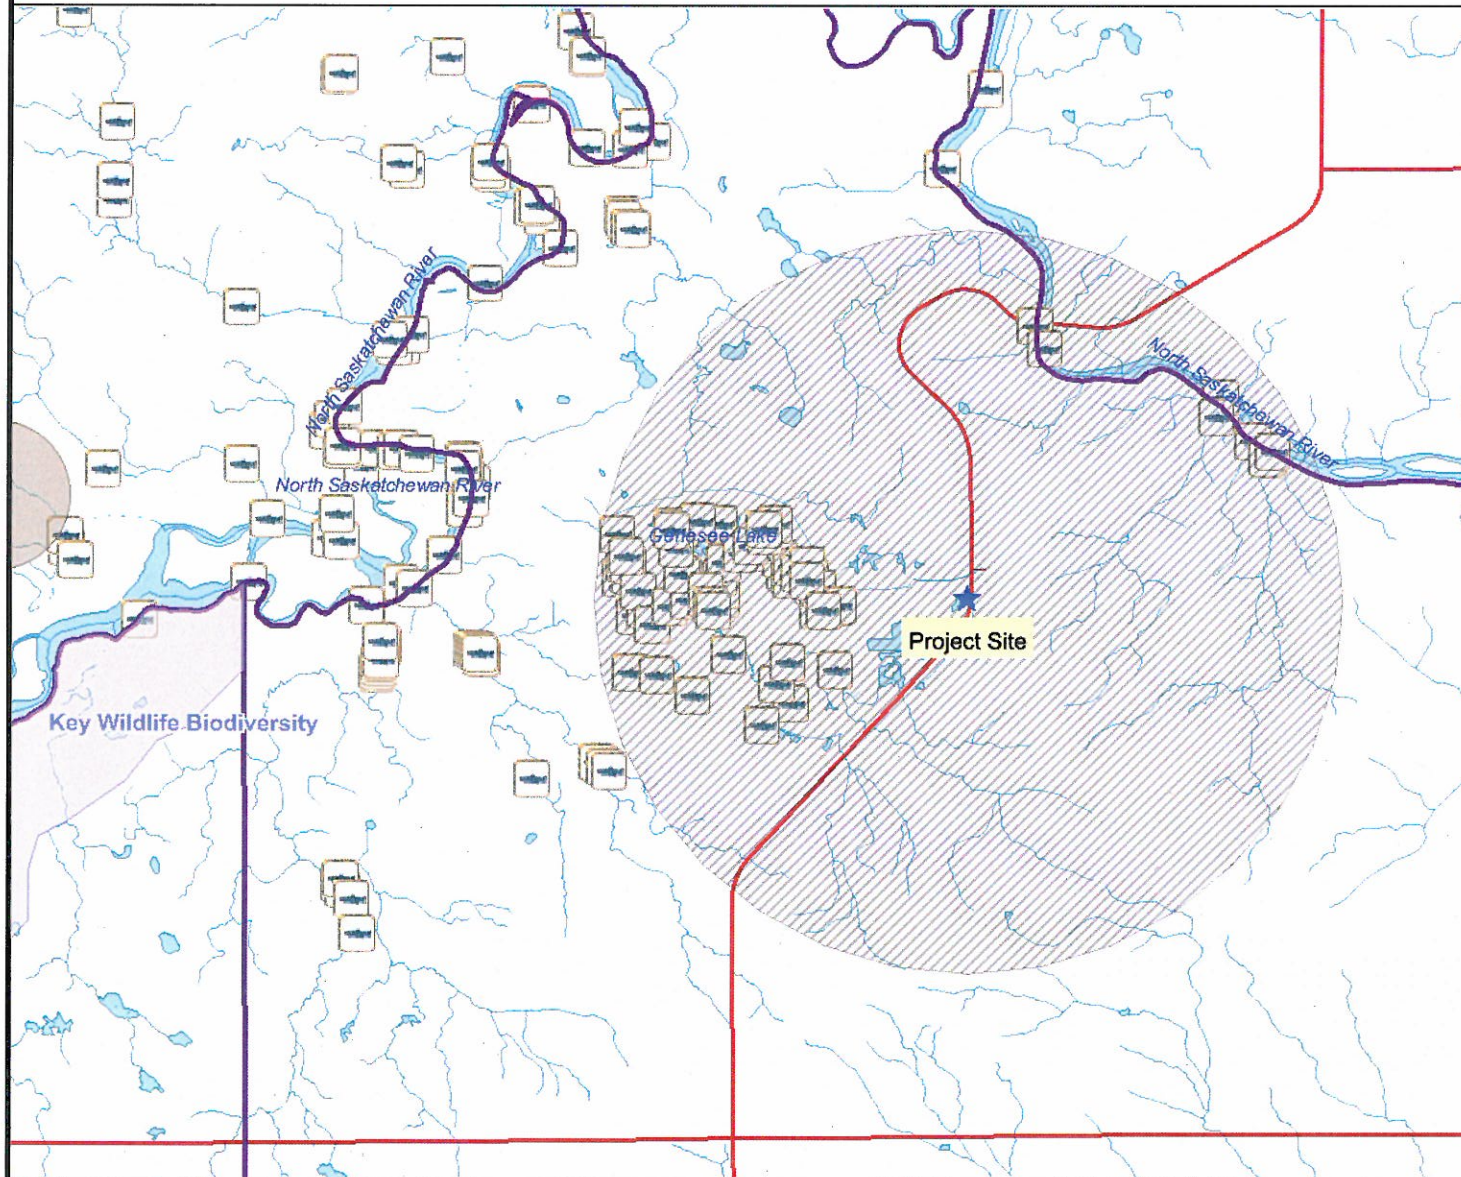 North Saskatchewan River
North Saskatchewan River
North Saskatchewan River
Genesee Lake
Project Site
Key Wildlife Biodiversity